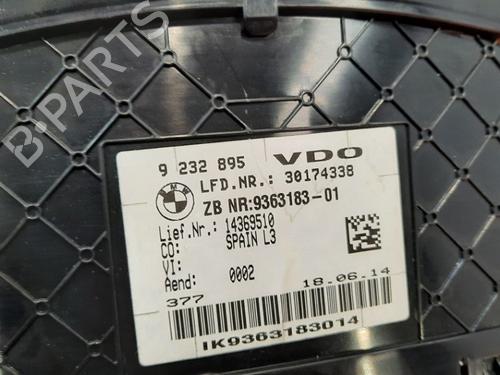 B-PARTS
9 232 895 VDO
LFD.NR.: 30174338
BMW
ZB NR:9363183-01
Lief.Nr.: 14369510
CO: SPAIN L3
VI:
Aend: 0002
377 18.06.14
IK9363183014